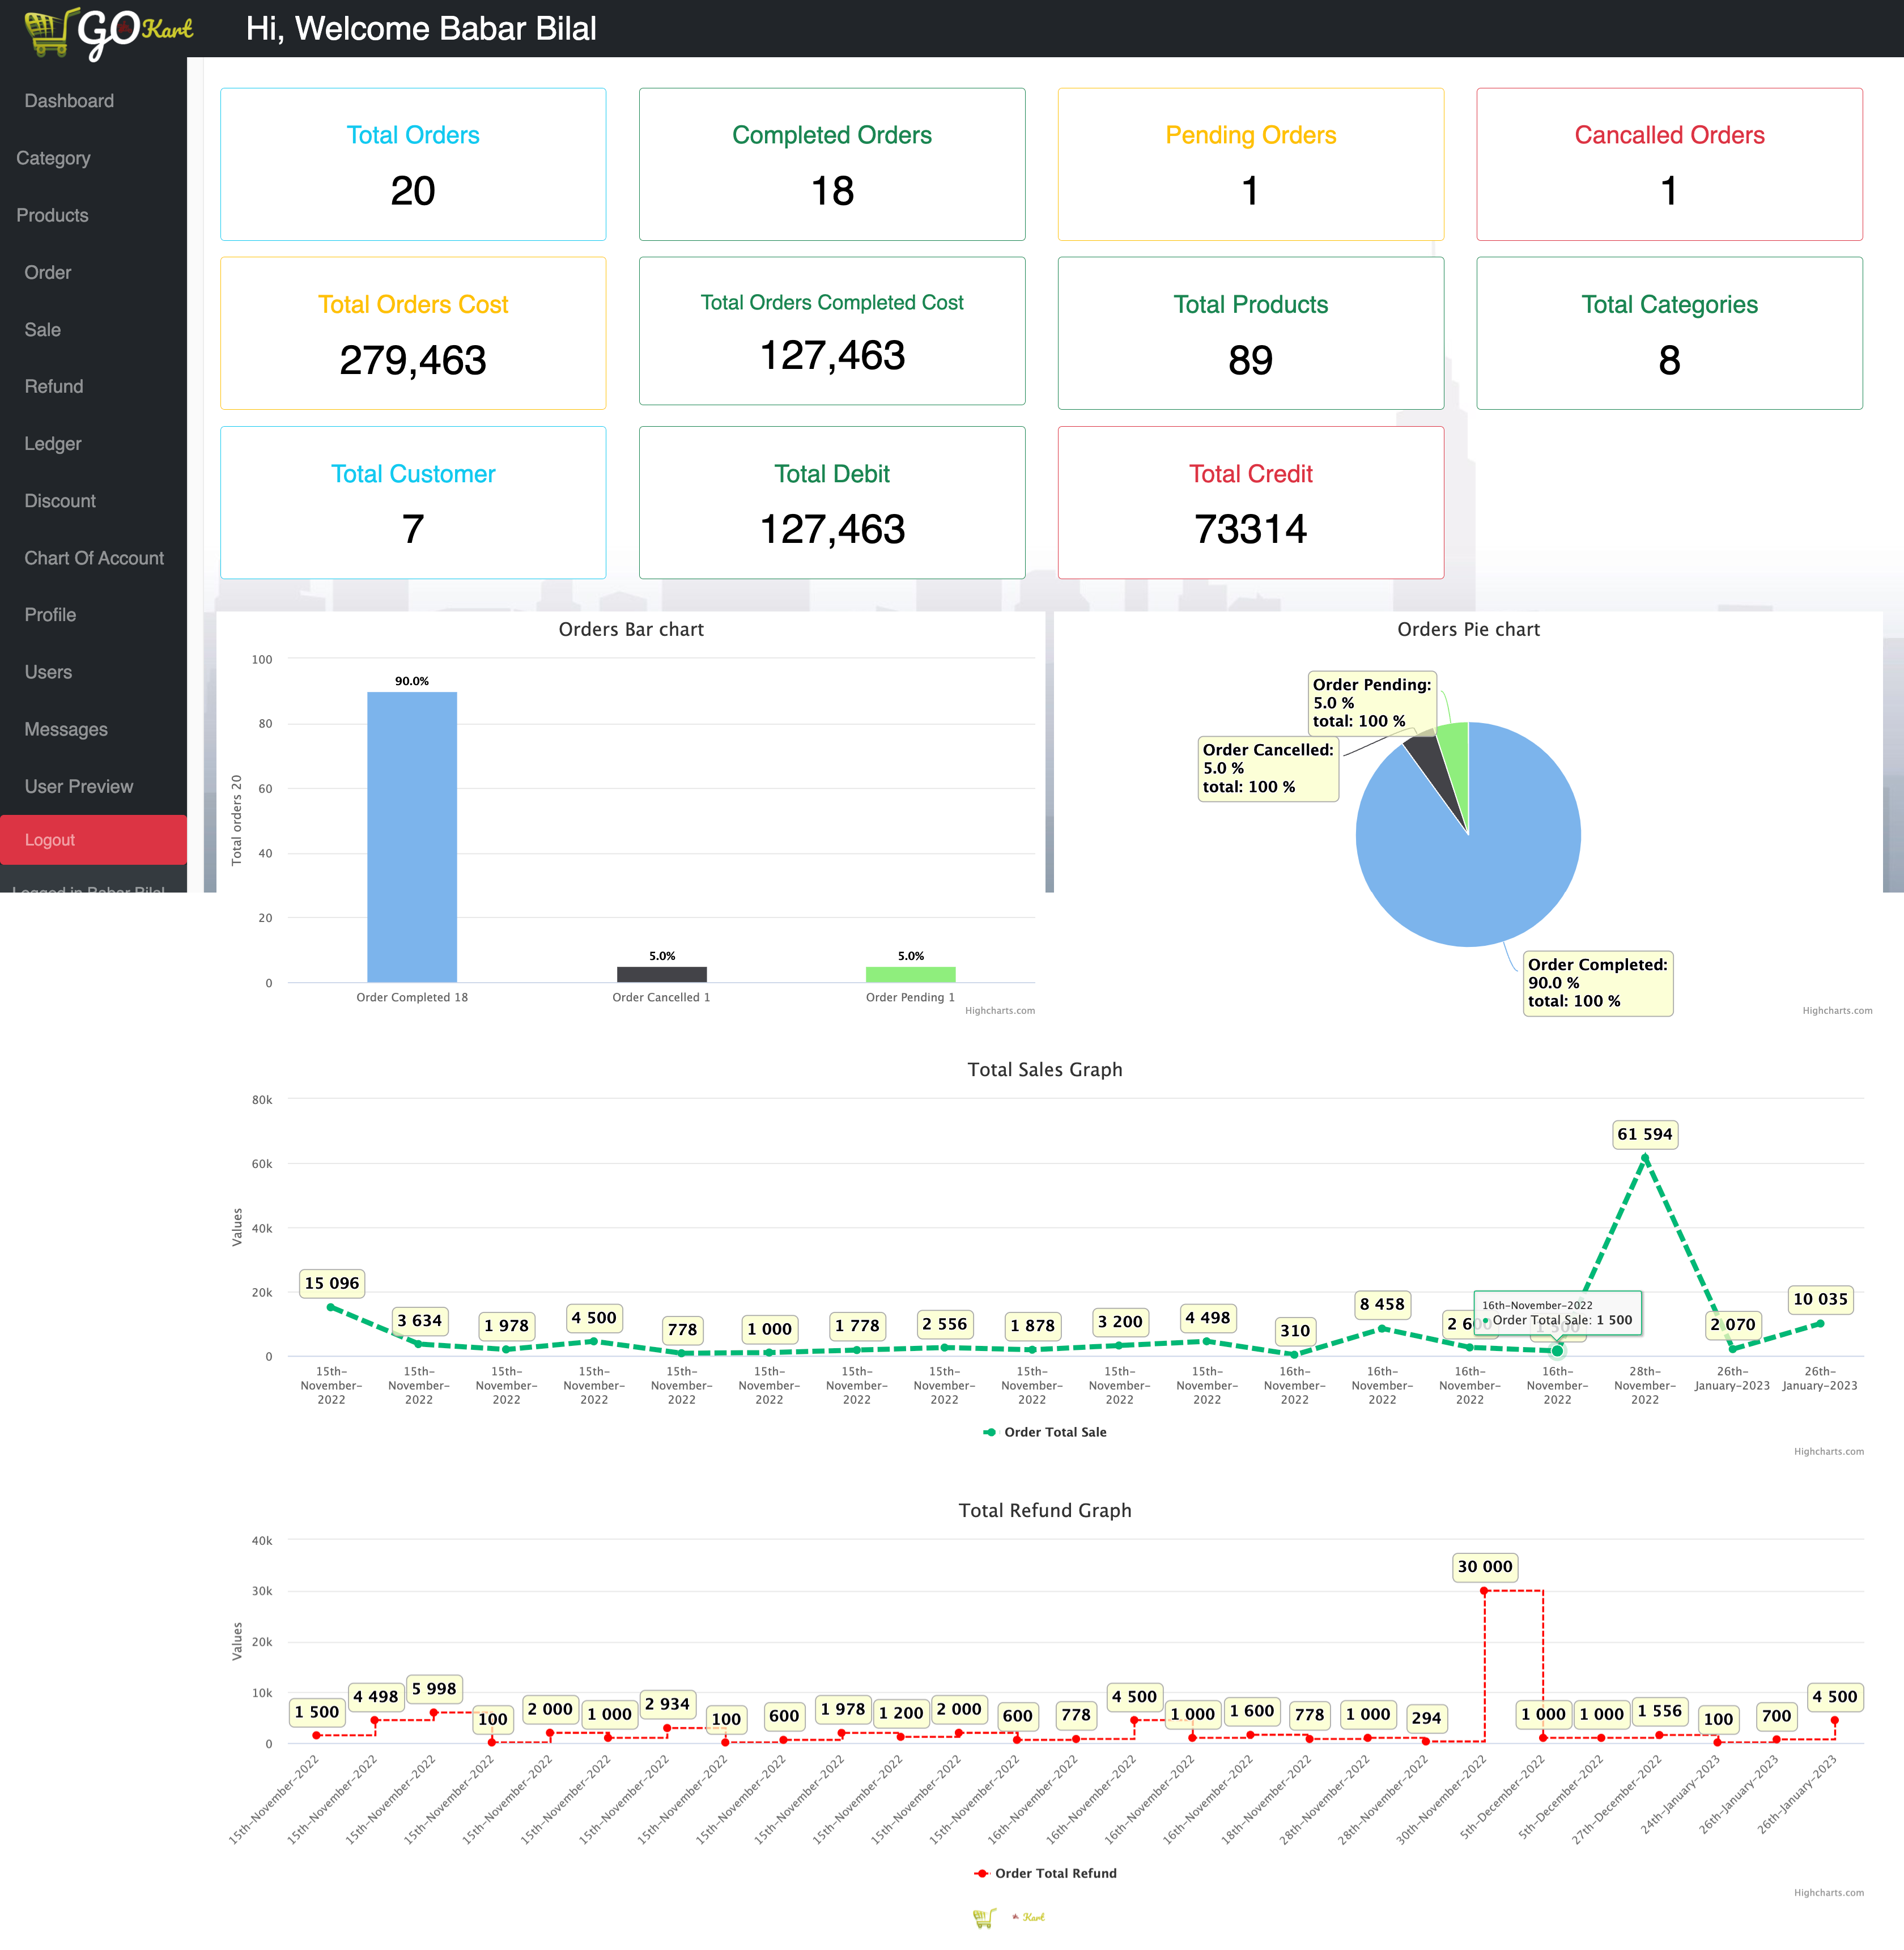 GO Kart
Hi, Welcome Babar Bilal
Dashboard
Category
Products
Order
Sale
Refund
Ledger
Discount
Chart Of Account
Profile
Users
Messages
User Preview
Logout
Logged in Babar Bilal
Total Orders
20
Completed Orders
18
Pending Orders
1
Cancalled Orders
1
Total Orders Cost
279,463
Total Orders Completed Cost
127,463
Total Products
89
Total Categories
8
Total Customer
7
Total Debit
127,463
Total Credit
73314
Orders Bar chart
Total orders 20
100
80
60
40
20
0
90.0%
5.0%
5.0%
Order Completed 18
Order Cancelled 1
Order Pending 1
Highcharts.com
Orders Pie chart
Order Pending:
5.0 %
total: 100 %
Order Cancelled:
5.0 %
total: 100 %
Order Completed:
90.0 %
total: 100 %
Highcharts.com
Total Sales Graph
Values
80k
60k
40k
20k
0
15 096
3 634
1 978
4 500
778
1 000
1 778
2 556
1 878
3 200
4 498
310
8 458
2 600
16th-November-2022
Order Total Sale: 1 500
61 594
2 070
10 035
15th-
November-
2022
15th-
November-
2022
15th-
November-
2022
15th-
November-
2022
15th-
November-
2022
15th-
November-
2022
15th-
November-
2022
15th-
November-
2022
15th-
November-
2022
15th-
November-
2022
15th-
November-
2022
16th-
November-
2022
16th-
November-
2022
16th-
November-
2022
16th-
November-
2022
28th-
November-
2022
26th-
January-2023
26th-
January-2023
Order Total Sale
Highcharts.com
Total Refund Graph
Values
40k
30k
20k
10k
0
1 500
4 498
5 998
100
2 000
1 000
2 934
100
600
1 978
1 200
2 000
600
778
4 500
1 000
1 600
778
1 000
294
30 000
1 000
1 000
1 556
100
700
4 500
15th-November-2022
15th-November-2022
15th-November-2022
15th-November-2022
15th-November-2022
15th-November-2022
15th-November-2022
15th-November-2022
15th-November-2022
15th-November-2022
15th-November-2022
15th-November-2022
15th-November-2022
16th-November-2022
16th-November-2022
16th-November-2022
16th-November-2022
18th-November-2022
28th-November-2022
28th-November-2022
30th-November-2022
5th-December-2022
5th-December-2022
27th-December-2022
24th-January-2023
26th-January-2023
26th-January-2023
Order Total Refund
Highcharts.com
Kart